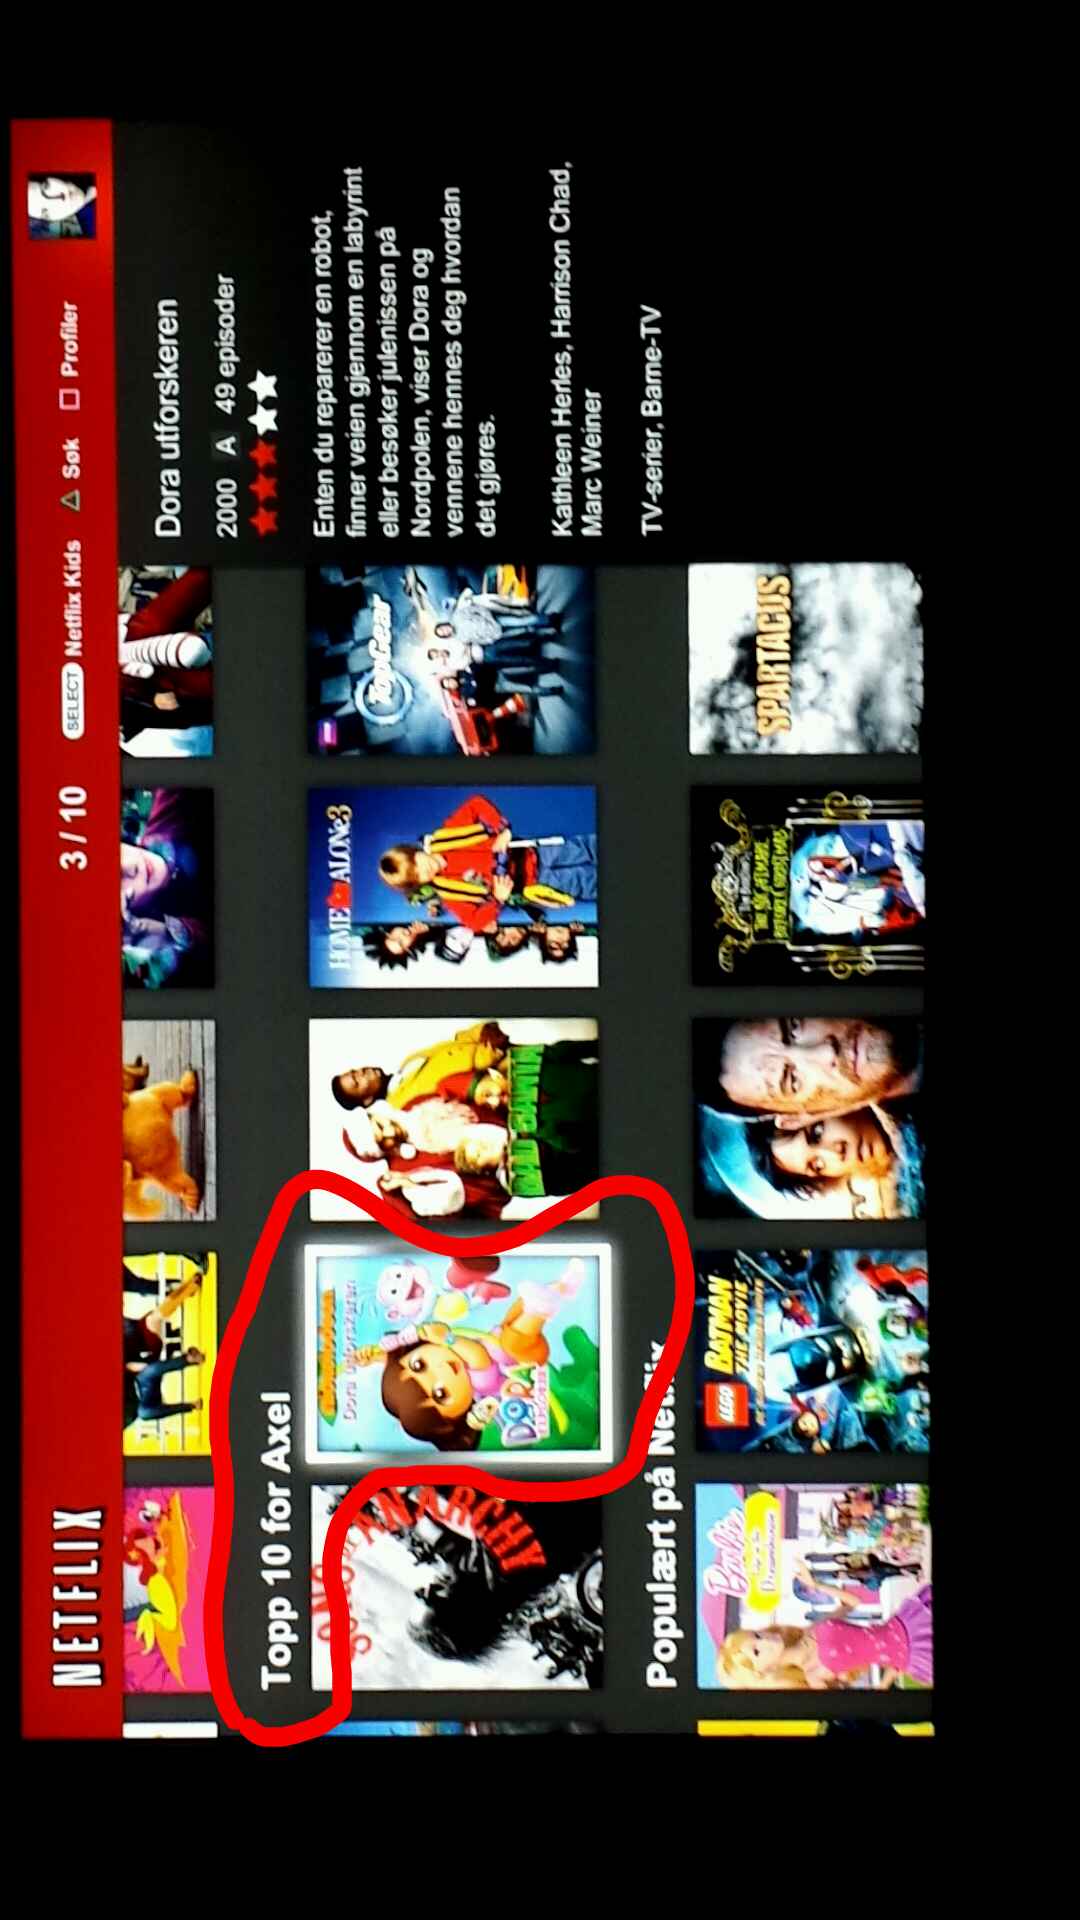 NETFLIX
3 / 10
SELECT Netflix Kids
Søk
Profiler
Topp 10 for Axel
SONS OF ANARCHY
NICKELODEON
Dora utforskeren
DORA
BAD SANTA
HOME ALONE 3
TopGear
Dora utforskeren
2000 A 49 episoder
Enten du reparerer en robot,
finner veien gjennom en labyrint
eller besøker julenissen på
Nordpolen, viser Dora og
vennene hennes deg hvordan
det gjøres.
Kathleen Herles, Harrison Chad,
Marc Weiner
TV-serier, Barne-TV
Populært på Netflix
Barbie
LEGO
BATMAN
THE MOVIE
SPARTACUS